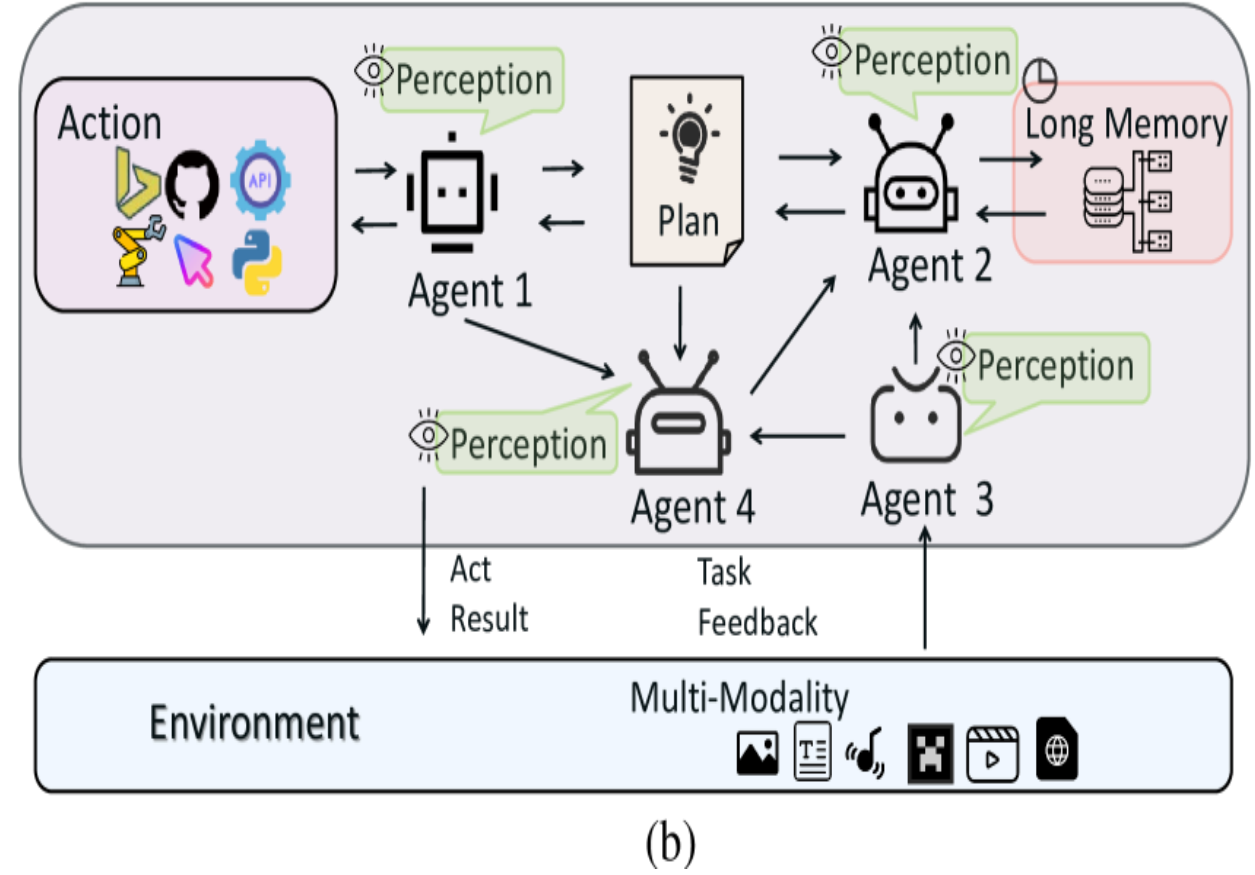 Perception
Perception
Action
API
Long Memory
Plan
Agent 1
Agent 2
Perception
Perception
Agent 4
Agent 3
Act
Result
Task
Feedback
Environment
Multi-Modality
T
(b)